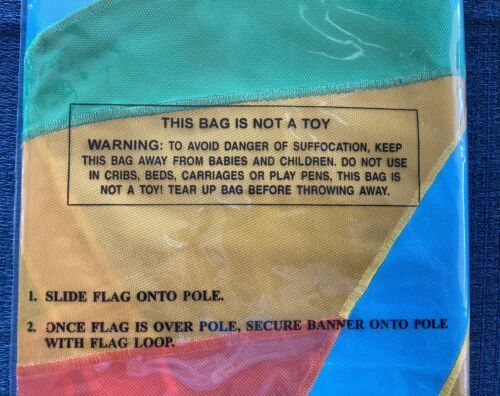 THIS BAG IS NOT A TOY
WARNING: TO AVOID DANGER OF SUFFOCATION, KEEP
THIS BAG AWAY FROM BABIES AND CHILDREN. DO NOT USE
IN CRIBS, BEDS, CARRIAGES OR PLAY PENS, THIS BAG IS
NOT A TOY! TEAR UP BAG BEFORE THROWING AWAY.
1. SLIDE FLAG ONTO POLE.
2. ONCE FLAG IS OVER POLE, SECURE BANNER ONTO POLE
WITH FLAG LOOP.